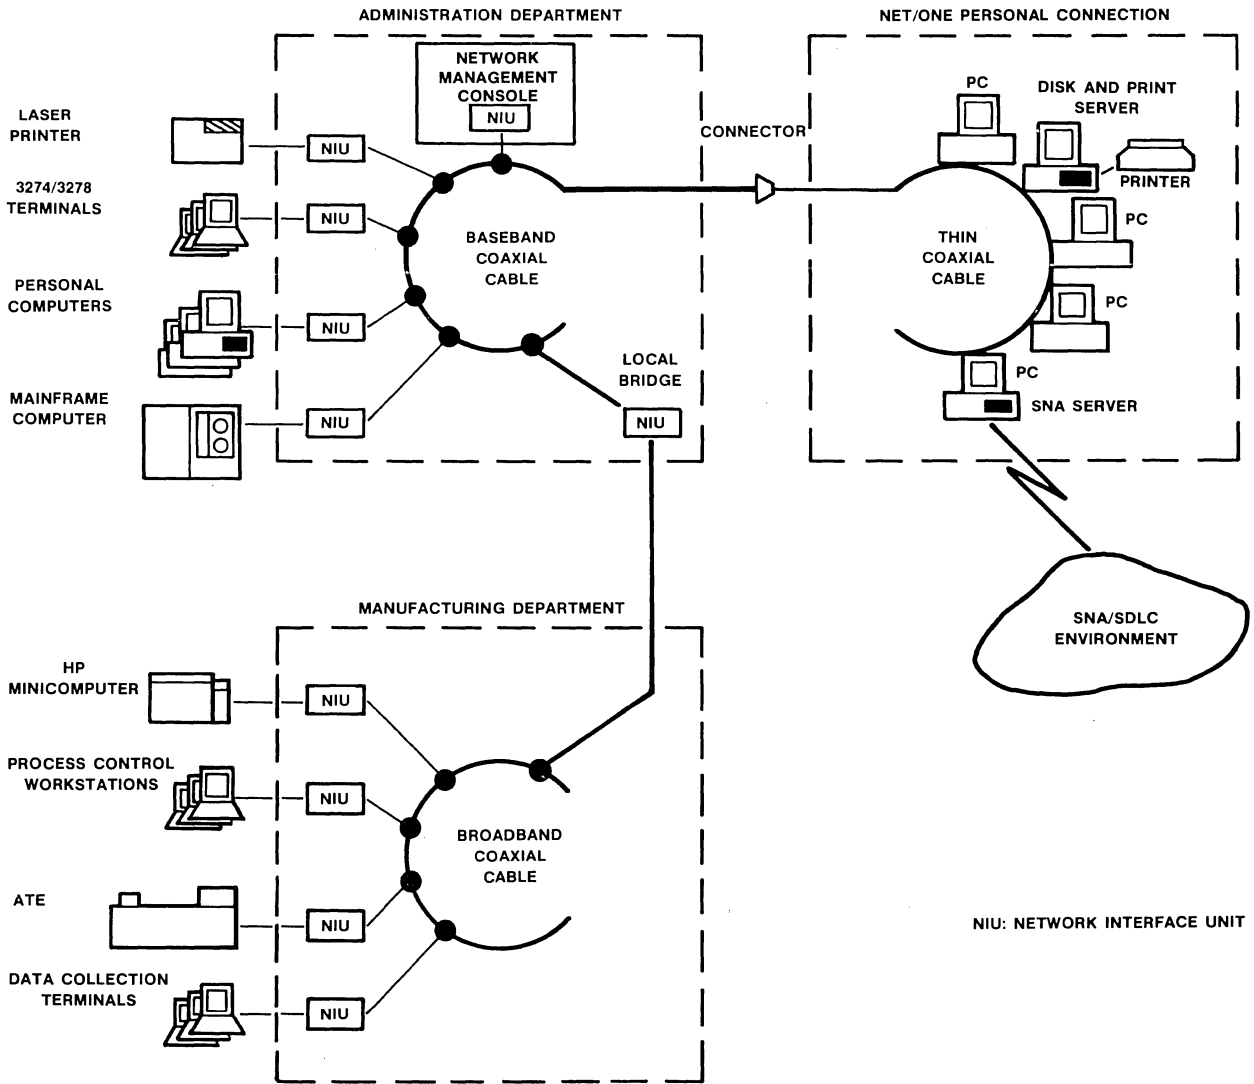 ADMINISTRATION DEPARTMENT
NET/ONE PERSONAL CONNECTION
NETWORK
MANAGEMENT
CONSOLE
NIU
LASER
PRINTER
NIU
3274/3278
TERMINALS
NIU
PERSONAL
COMPUTERS
NIU
MAINFRAME
COMPUTER
NIU
BASEBAND
COAXIAL
CABLE
LOCAL
BRIDGE
NIU
CONNECTOR
PC
DISK AND PRINT
SERVER
PRINTER
PC
THIN
COAXIAL
CABLE
PC
PC
SNA SERVER
SNA/SDLC
ENVIRONMENT
MANUFACTURING DEPARTMENT
HP
MINICOMPUTER
NIU
PROCESS CONTROL
WORKSTATIONS
NIU
BROADBAND
COAXIAL
CABLE
ATE
NIU
DATA COLLECTION
TERMINALS
NIU
NIU: NETWORK INTERFACE UNIT